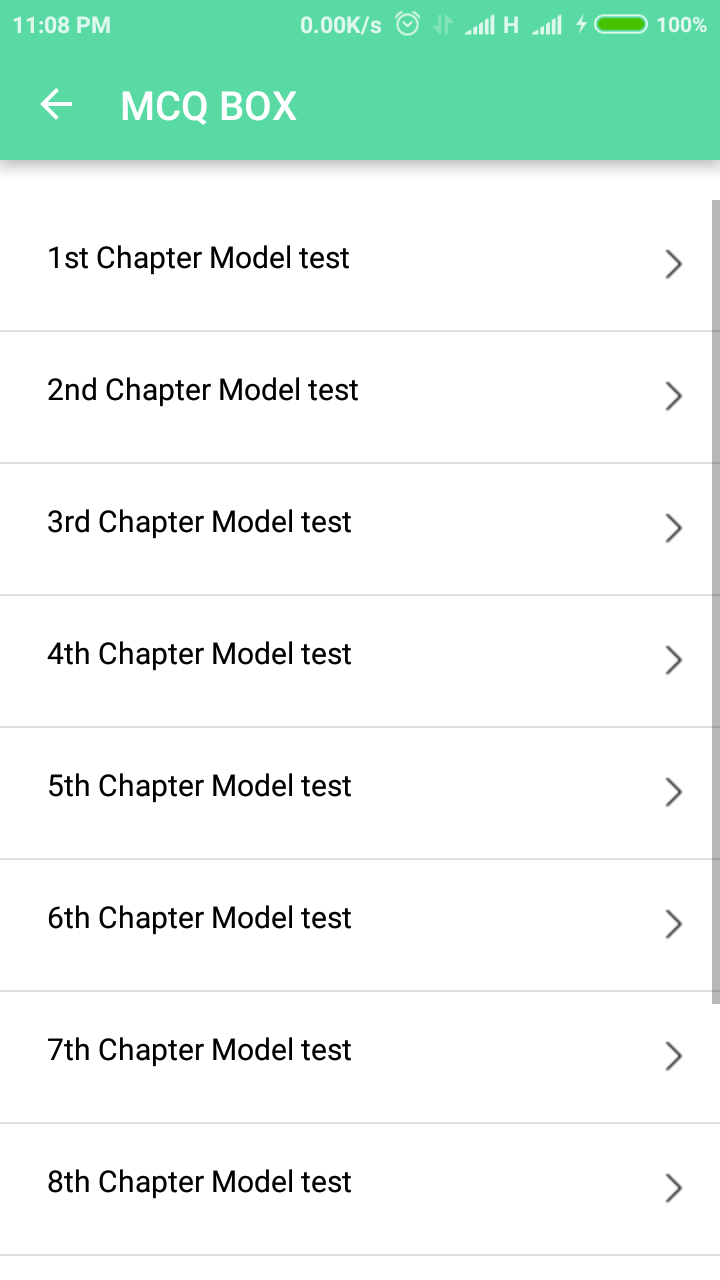 11:08 PM 0.00K/s H 100%
MCQ BOX
1st Chapter Model test
2nd Chapter Model test
3rd Chapter Model test
4th Chapter Model test
5th Chapter Model test
6th Chapter Model test
7th Chapter Model test
8th Chapter Model test